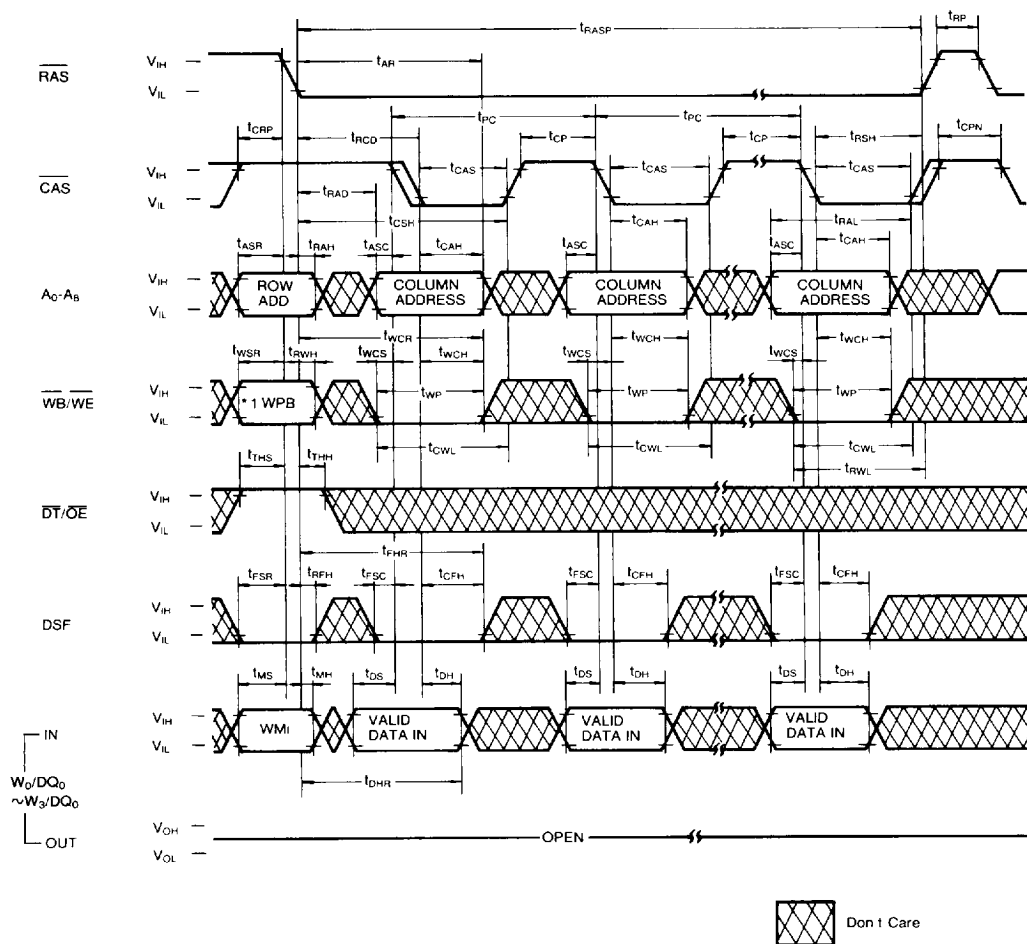 tRASP tRP
RAS VIH VIL tAR
tPC tPC
tCRP tRCD tCP tCP tRSH tCPN
CAS VIH VIL tCAS tCAS tCAS
tRAD
tCSH tCAH tRAL
tASR tRAH tASC tCAH tASC tASC tCAH
A0-A8 VIH VIL ROW ADD COLUMN ADDRESS COLUMN ADDRESS COLUMN ADDRESS
tWCR
tWSR tRWH tWCS tWCH tWCS tWCH tWCS tWCH
WB/WE VIH VIL * 1 WPB tWP tWP tWP
tCWL tCWL tCWL
tTHS tTHH tRWL
DT/OE VIH VIL
tFHR
tFSR tRFH tFSC tCFH tFSC tCFH tFSC tCFH
DSF VIH VIL
tMS tMH tDS tDH tDS tDH tDS tDH
IN VIH VIL WMi VALID DATA IN VALID DATA IN VALID DATA IN
tDHR
W0/DQ0
~W3/DQ0
OUT VOH VOL OPEN
Don t Care